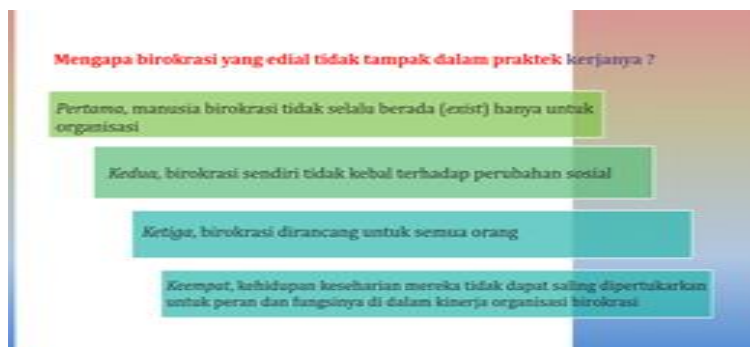 Mengapa birokrasi yang edial tidak tampak dalam praktek kerjanya ?
Pertama, manusia birokrasi tidak selalu berada (exist) hanya untuk
organisasi
Kedua, birokrasi sendiri tidak kebal terhadap perubahan sosial
Ketiga, birokrasi dirancang untuk semua orang
Keempat, kehidupan keseharian mereka tidak dapat saling dipertukarkan
untuk peran dan fungsinya di dalam kinerja organisasi birokrasi